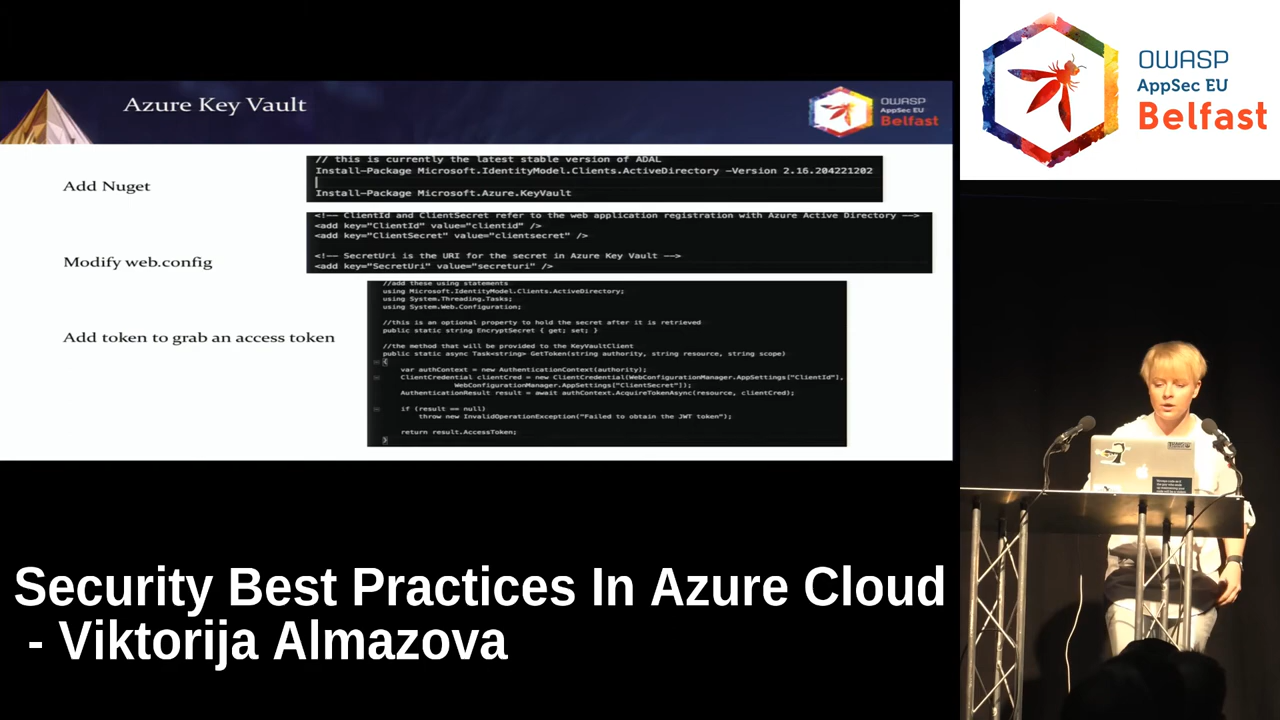 Azure Key Vault
OWASP
AppSec EU
Belfast
Add Nuget
// this is currently the latest stable version of ADAL
Install-Package Microsoft.IdentityModel.Clients.ActiveDirectory -Version 2.16.204221202
Install-Package Microsoft.Azure.KeyVault
Modify web.config
<!-- ClientId and ClientSecret refer to the web application registration with Azure Active Directory -->
<add key="ClientId" value="clientid" />
<add key="ClientSecret" value="clientsecret" />
<!-- SecretUri is the URI for the secret in Azure Key Vault -->
<add key="SecretUri" value="secreturi" />
Add token to grab an access token
//add these using statements
using Microsoft.IdentityModel.Clients.ActiveDirectory;
using System.Threading.Tasks;
using System.Web.Configuration;
//this is an optional property to hold the secret after it is retrieved
public static string EncryptSecret { get; set; }
//the method that will be provided to the KeyVaultClient
public static async Task<string> GetToken(string authority, string resource, string scope)
{
var authContext = new AuthenticationContext(authority);
ClientCredential clientCred = new ClientCredential(WebConfigurationManager.AppSettings["ClientId"],
WebConfigurationManager.AppSettings["ClientSecret"]);
AuthenticationResult result = await authContext.AcquireTokenAsync(resource, clientCred);
if (result == null)
throw new InvalidOperationException("Failed to obtain the JWT token");
return result.AccessToken;
}
OWASP
AppSec EU
Belfast
Security Best Practices In Azure Cloud
- Viktorija Almazova